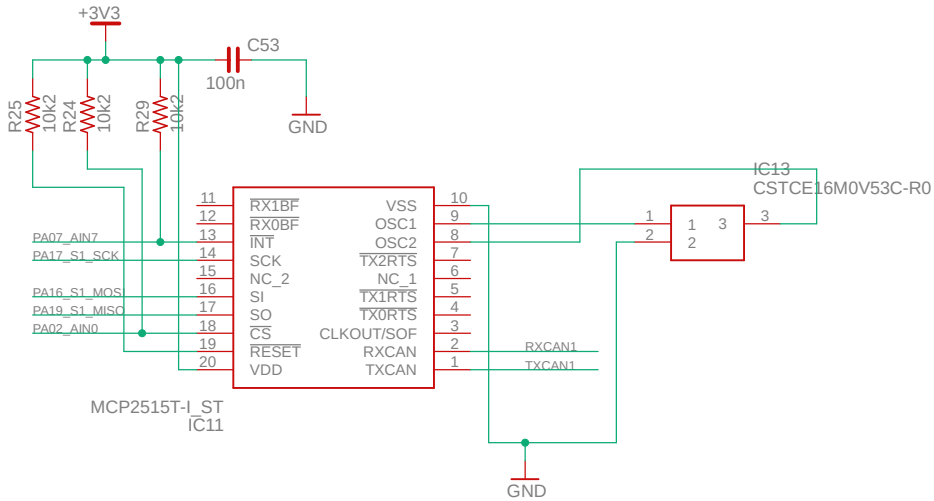 +3V3
C53
100n
GND
R25
10k2
R24
10k2
R29
10k2
IC13
CSTCE16M0V53C-R0
1
2
1
2
3
3
11
RX1BF
VSS
10
12
RX0BF
OSC1
9
PA07_AIN7
13
INT
OSC2
8
PA17_S1_SCK
14
SCK
TX2RTS
7
15
NC_2
NC_1
6
PA16_S1_MOSI
16
SI
TX1RTS
5
PA19_S1_MISO
17
SO
TX0RTS
4
PA02_AIN0
18
CS
CLKOUT/SOF
3
19
RESET
RXCAN
2
RXCAN1
20
VDD
TXCAN
1
TXCAN1
MCP2515T-I_ST
IC11
GND